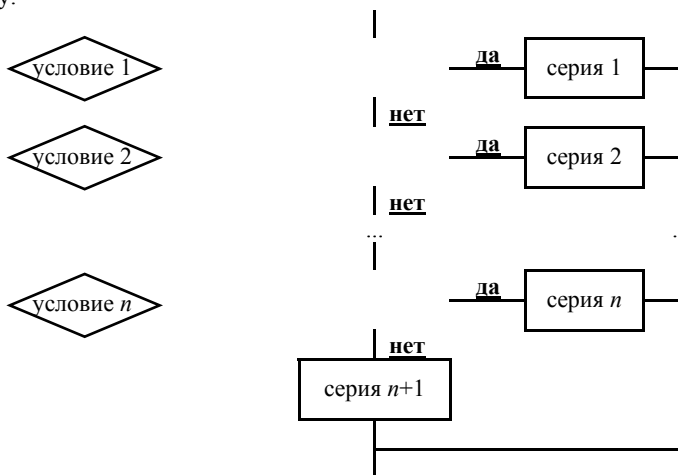 у.
условие 1 да серия 1
нет
условие 2 да серия 2
нет
... .
условие n да серия n
нет
серия n+1